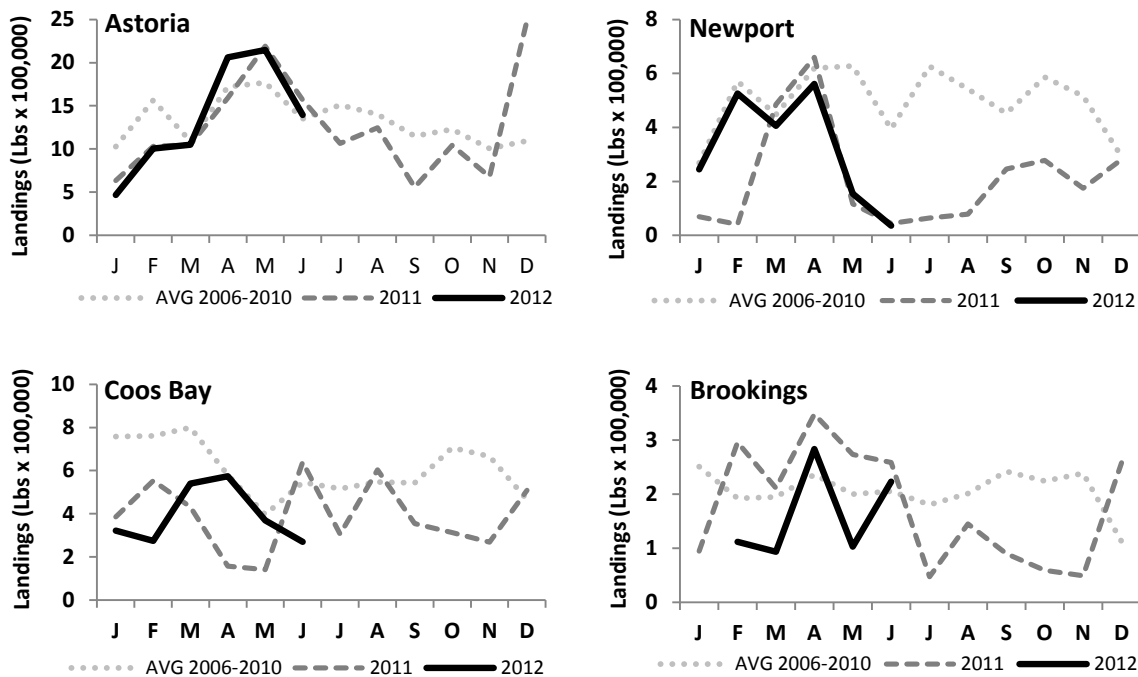 Astoria
Landings (Lbs x 100,000)
25
20
15
10
5
0
J F M A M J J A S O N D
AVG 2006-2010 2011 2012
Newport
Landings (Lbs x 100,000)
8
6
4
2
0
J F M A M J J A S O N D
AVG 2006-2010 2011 2012
Coos Bay
Landings (Lbs x 100,000)
10
8
6
4
2
0
J F M A M J J A S O N D
AVG 2006-2010 2011 2012
Brookings
Landings (Lbs x 100,000)
4
3
2
1
0
J F M A M J J A S O N D
AVG 2006-2010 2011 2012